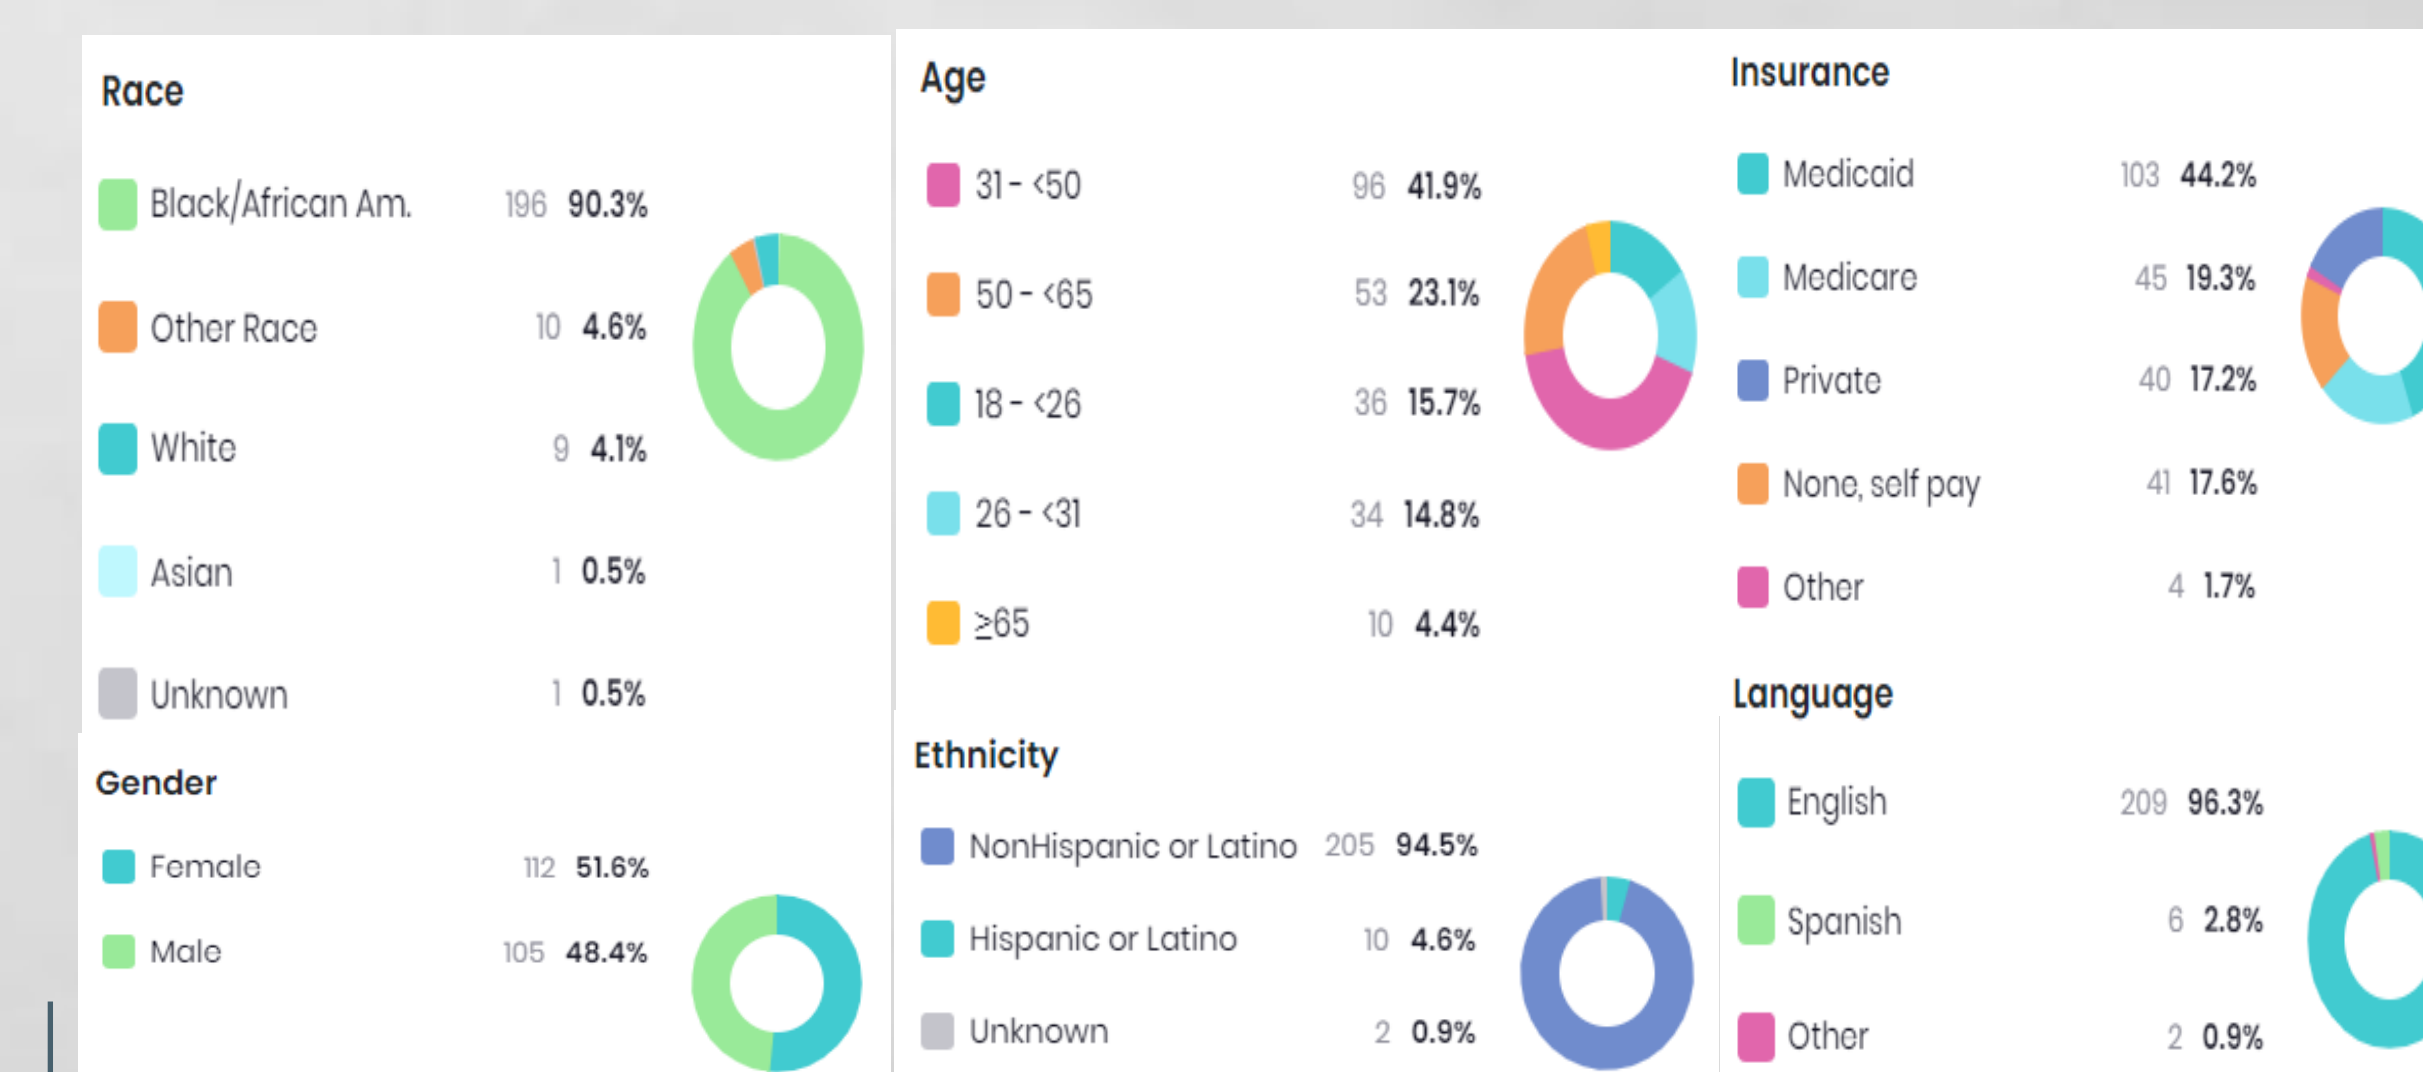 Race
Black/African Am. 196 90.3%
Other Race 10 4.6%
White 9 4.1%
Asian 1 0.5%
Unknown 1 0.5%
Gender
Female 112 51.6%
Male 105 48.4%
Age
31 - <50 96 41.9%
50 - <65 53 23.1%
18 - <26 36 15.7%
26 - <31 34 14.8%
≥65 10 4.4%
Ethnicity
NonHispanic or Latino 205 94.5%
Hispanic or Latino 10 4.6%
Unknown 2 0.9%
Insurance
Medicaid 103 44.2%
Medicare 45 19.3%
Private 40 17.2%
None, self pay 41 17.6%
Other 4 1.7%
Language
English 209 96.3%
Spanish 6 2.8%
Other 2 0.9%